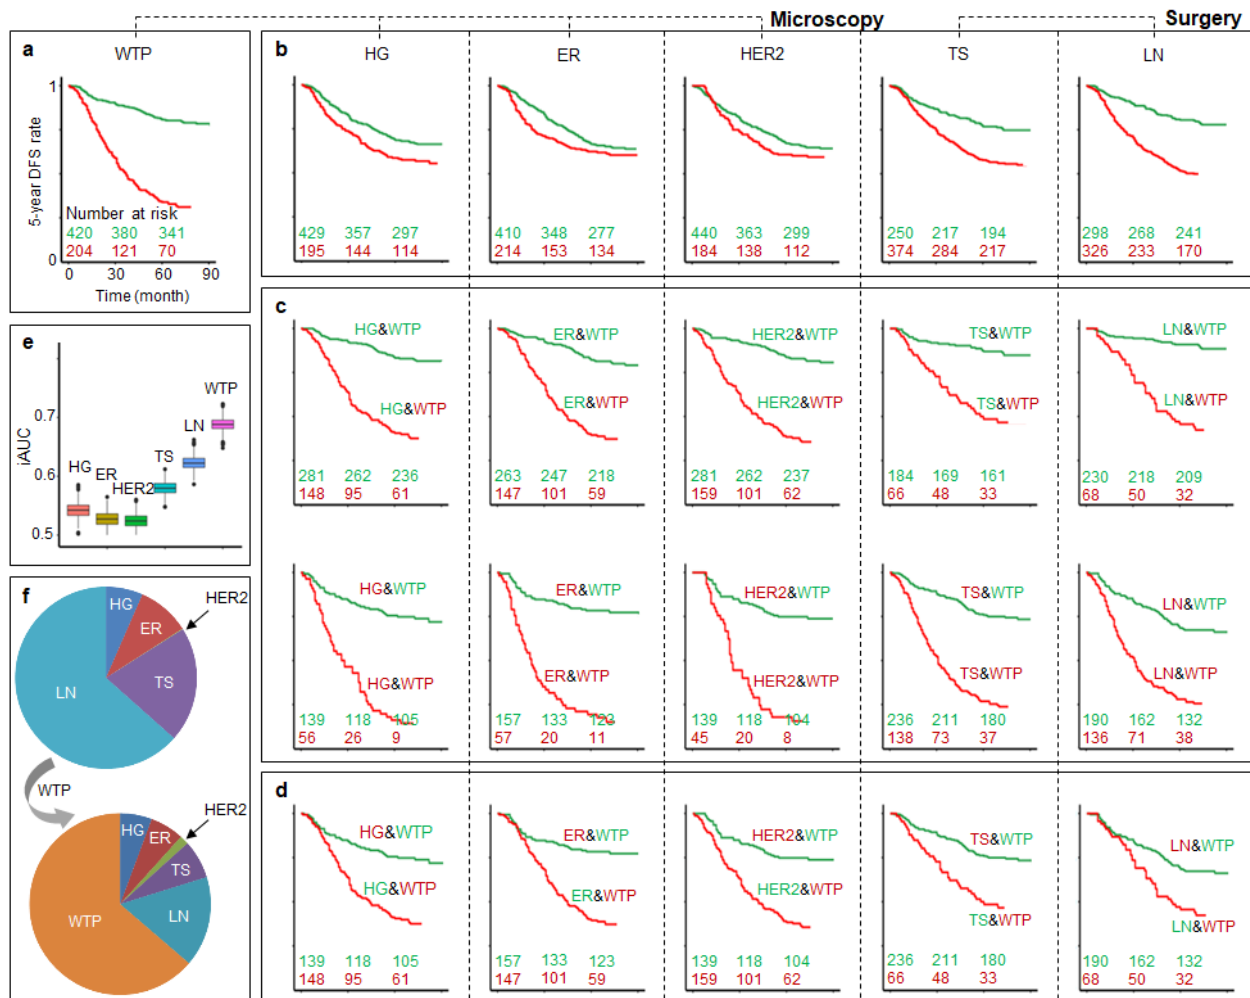 Microscopy
Surgery
a
WTP
1
5-year DFS rate
Number at risk
420 380 341
204 121 70
0
0 30 60 90
Time (month)
b
HG ER HER2 TS LN
429 357 297
195 144 114
410 348 277
214 153 134
440 363 299
184 138 112
250 217 194
374 284 217
298 268 241
326 233 170
c
HG&WTP
HG&WTP
281 262 236
148 95 61
ER&WTP
ER&WTP
263 247 218
147 101 59
HER2&WTP
HER2&WTP
281 262 237
159 101 62
TS&WTP
TS&WTP
184 169 161
66 48 33
LN&WTP
LN&WTP
230 218 209
68 50 32
HG&WTP
HG&WTP
139 118 105
56 26 9
ER&WTP
ER&WTP
157 133 123
57 20 11
HER2&WTP
HER2&WTP
139 118 104
45 20 8
TS&WTP
TS&WTP
236 211 180
138 73 37
LN&WTP
LN&WTP
190 162 132
136 71 38
d
HG&WTP
HG&WTP
139 118 105
148 95 61
ER&WTP
ER&WTP
157 133 123
147 101 59
HER2&WTP
HER2&WTP
139 118 104
159 101 62
TS&WTP
TS&WTP
236 211 180
66 48 33
LN&WTP
LN&WTP
190 162 132
68 50 32
e
iAUC
0.7
0.6
0.5
HG
ER
HER2
TS
LN
WTP
f
HG
ER
HER2
TS
LN
WTP
HG
ER
HER2
TS
LN
WTP